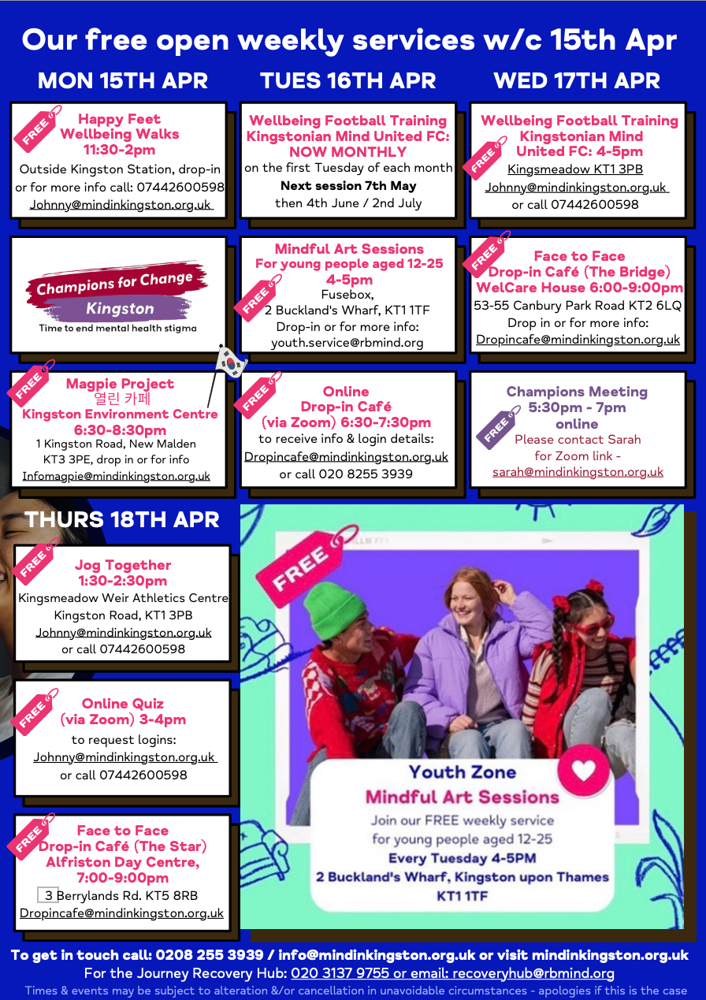 Our free open weekly services w/c 15th Apr
MON 15TH APR
FREE
Happy Feet
Wellbeing Walks
11:30-2pm
Outside Kingston Station, drop-in
or for more info call: 07442600598
Johnny@mindinkingston.org.uk
Champions for Change
Kingston
Time to end mental health stigma
FREE
Magpie Project
열린 카페
Kingston Environment Centre
6:30-8:30pm
1 Kingston Road, New Malden
KT3 3PE, drop in or for info
Infomagpie@mindinkingston.org.uk
TUES 16TH APR
Wellbeing Football Training
Kingstonian Mind United FC:
NOW MONTHLY
on the first Tuesday of each month
Next session 7th May
then 4th June / 2nd July
Mindful Art Sessions
For young people aged 12-25
4-5pm
FREE
Fusebox,
2 Buckland's Wharf, KT1 1TF
Drop-in or for more info:
youth.service@rbmind.org
FREE
Online
Drop-in Café
(via Zoom) 6:30-7:30pm
to receive info & login details:
Dropincafe@mindinkingston.org.uk
or call 020 8255 3939
WED 17TH APR
Wellbeing Football Training
Kingstonian Mind
United FC: 4-5pm
FREE
Kingsmeadow KT1 3PB
Johnny@mindinkingston.org.uk
or call 07442600598
FREE
Face to Face
Drop-in Café (The Bridge)
WelCare House 6:00-9:00pm
53-55 Canbury Park Road KT2 6LQ
Drop in or for more info:
Dropincafe@mindinkingston.org.uk
Champions Meeting
5:30pm - 7pm
online
FREE
Please contact Sarah
for Zoom link -
sarah@mindinkingston.org.uk
THURS 18TH APR
FREE
Jog Together
1:30-2:30pm
Kingsmeadow Weir Athletics Centre
Kingston Road, KT1 3PB
Johnny@mindinkingston.org.uk
or call 07442600598
FREE
Online Quiz
(via Zoom) 3-4pm
to request logins:
Johnny@mindinkingston.org.uk
or call 07442600598
FREE
Face to Face
Drop-in Café (The Star)
Alfriston Day Centre,
7:00-9:00pm
3 Berrylands Rd. KT5 8RB
Dropincafe@mindinkingston.org.uk
FREE
Youth Zone
Mindful Art Sessions
Join our FREE weekly service
for young people aged 12-25
Every Tuesday 4-5PM
2 Buckland's Wharf, Kingston upon Thames
KT1 1TF
To get in touch call: 0208 255 3939 / info@mindinkingston.org.uk or visit mindinkingston.org.uk
For the Journey Recovery Hub: 020 3137 9755 or email: recoveryhub@rbmind.org
Times & events may be subject to alteration &/or cancellation in unavoidable circumstances - apologies if this is the case